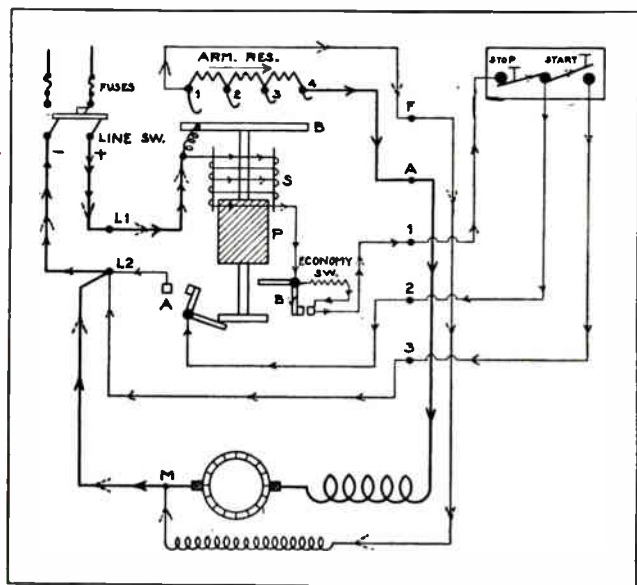 ARM. RES.
STOP START
FUSES
1 2 3 4
F
B
LINE SW.
- +
S
A
L1
P
1
ECONOMY
SW.
L2
A
B
2
3
M